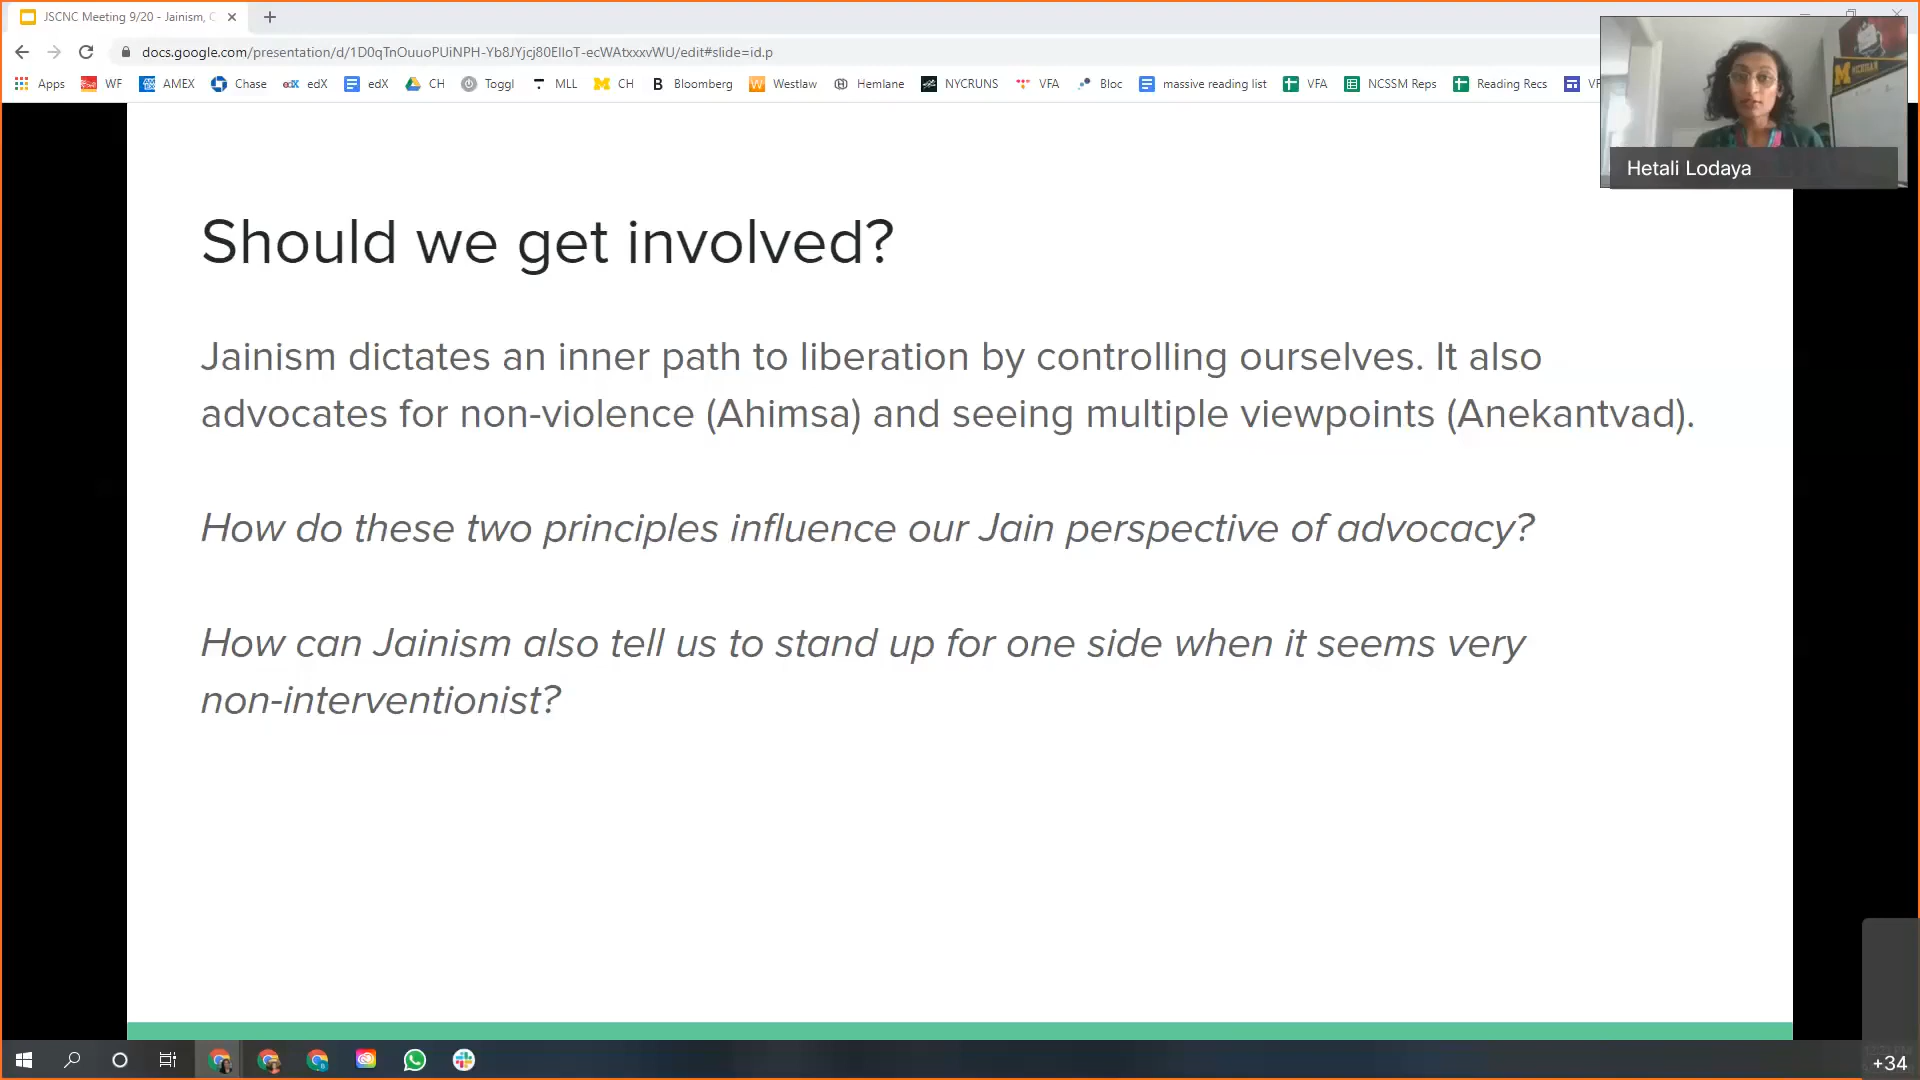 JSCNC Meeting 9/20 - Jainism,
docs.google.com/presentation/d/1D0qTnOuuoPUiNPH-Yb8JYjcj80EIIoT-ecWAtxxxvWU/edit#slide=id.p
Apps WF AMEX Chase edX edX CH Toggl MLL CH Bloomberg Westlaw Hemlane NYCRUNS VFA Bloc massive reading list VFA NCSSM Reps Reading Recs
MICHIGAN
Hetali Lodaya
Should we get involved?
Jainism dictates an inner path to liberation by controlling ourselves. It also
advocates for non-violence (Ahimsa) and seeing multiple viewpoints (Anekantvad).
How do these two principles influence our Jain perspective of advocacy?
How can Jainism also tell us to stand up for one side when it seems very
non-interventionist?
+34